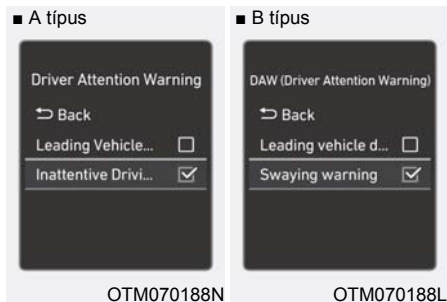 ■ A típus
Driver Attention Warning
⮌ Back
Leading Vehicle...
Inattentive Drivi...
OTM070188N
■ B típus
DAW (Driver Attention Warning)
⮌ Back
Leading vehicle d...
Swaying warning
OTM070188L